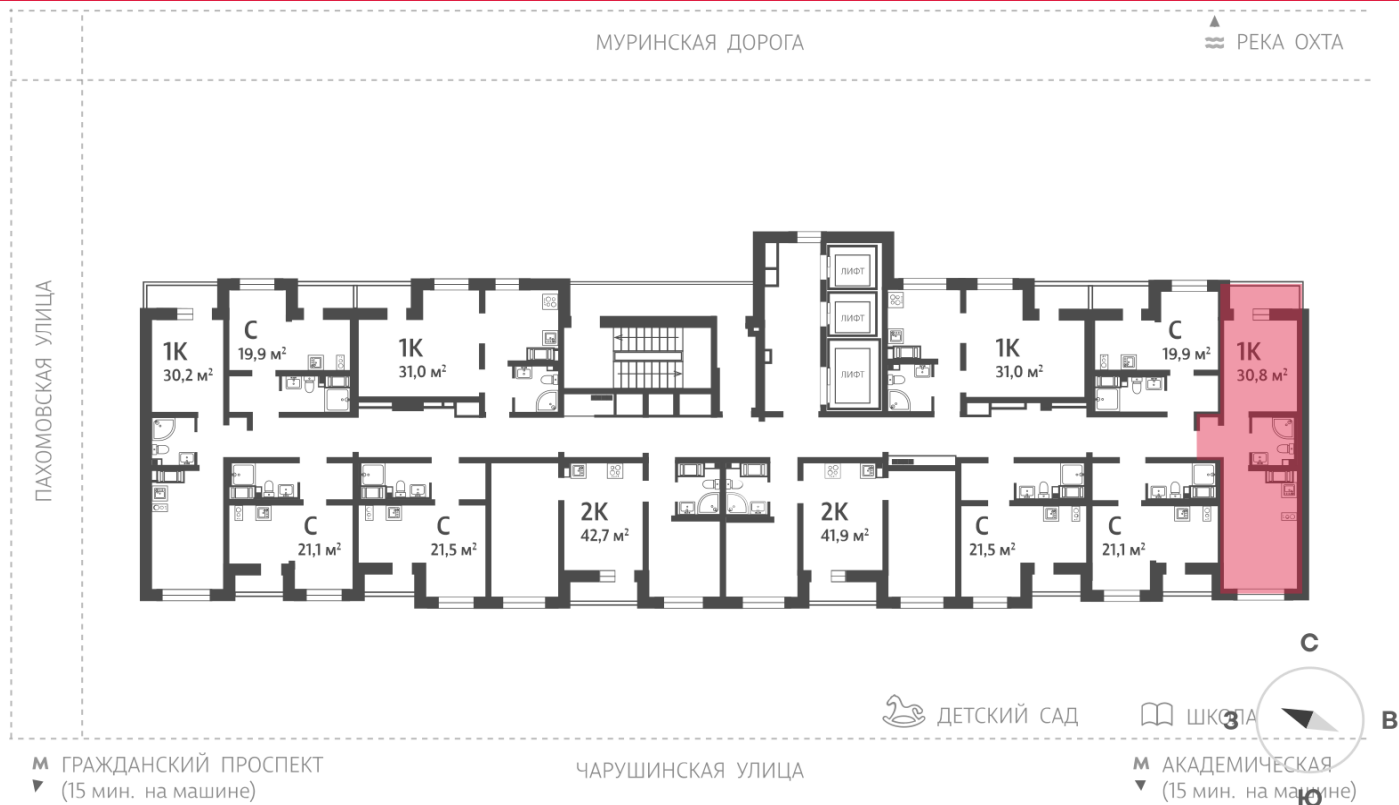 МУРИНСКАЯ ДОРОГА
РЕКА ОХТА
ПАХОМОВСКАЯ УЛИЦА
ЛИФТ
ЛИФТ
ЛИФТ
1К
30,2 м²
С
19,9 м²
1К
31,0 м²
1К
31,0 м²
С
19,9 м²
1К
30,8 м²
С
21,1 м²
С
21,5 м²
2К
42,7 м²
2К
41,9 м²
С
21,5 м²
С
21,1 м²
С
ДЕТСКИЙ САД
ШКОЛА
З
В
Ю
М ГРАЖДАНСКИЙ ПРОСПЕКТ
(15 мин. на машине)
ЧАРУШИНСКАЯ УЛИЦА
М АКАДЕМИЧЕСКАЯ
(15 мин. на машине)